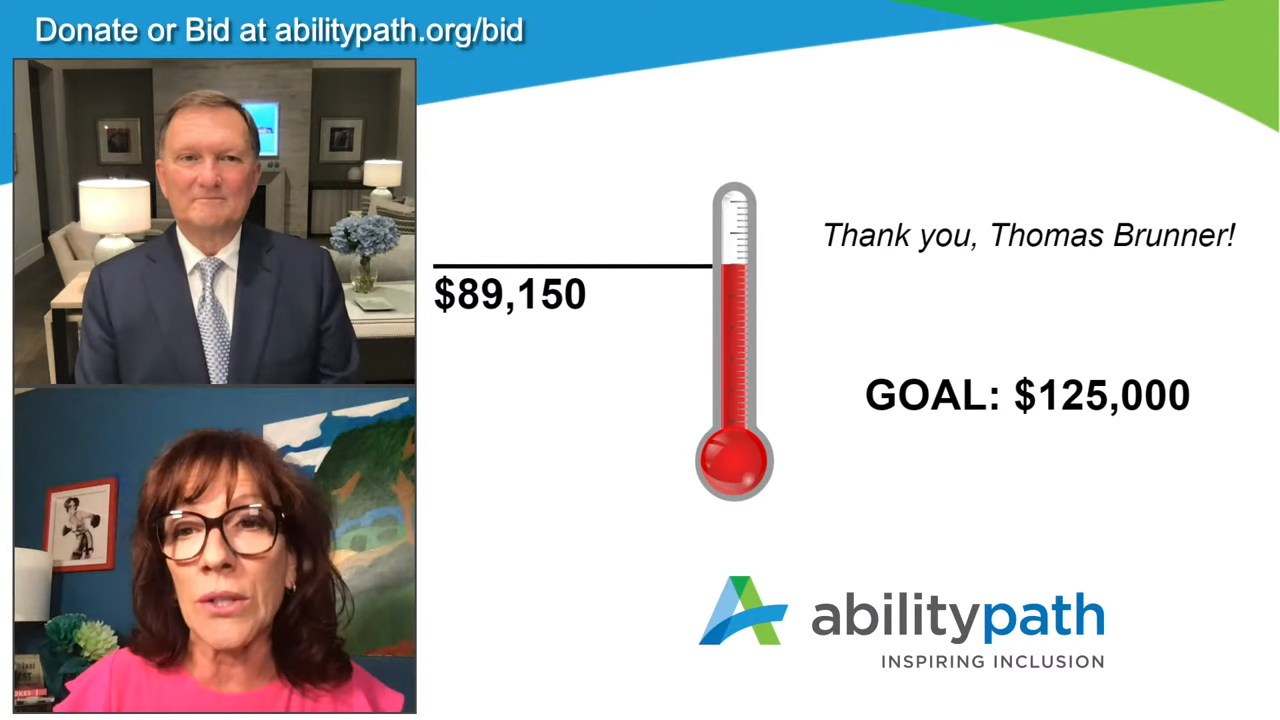 Donate or Bid at abilitypath.org/bid
$89,150
Thank you, Thomas Brunner!
GOAL: $125,000
abilitypath
INSPIRING INCLUSION